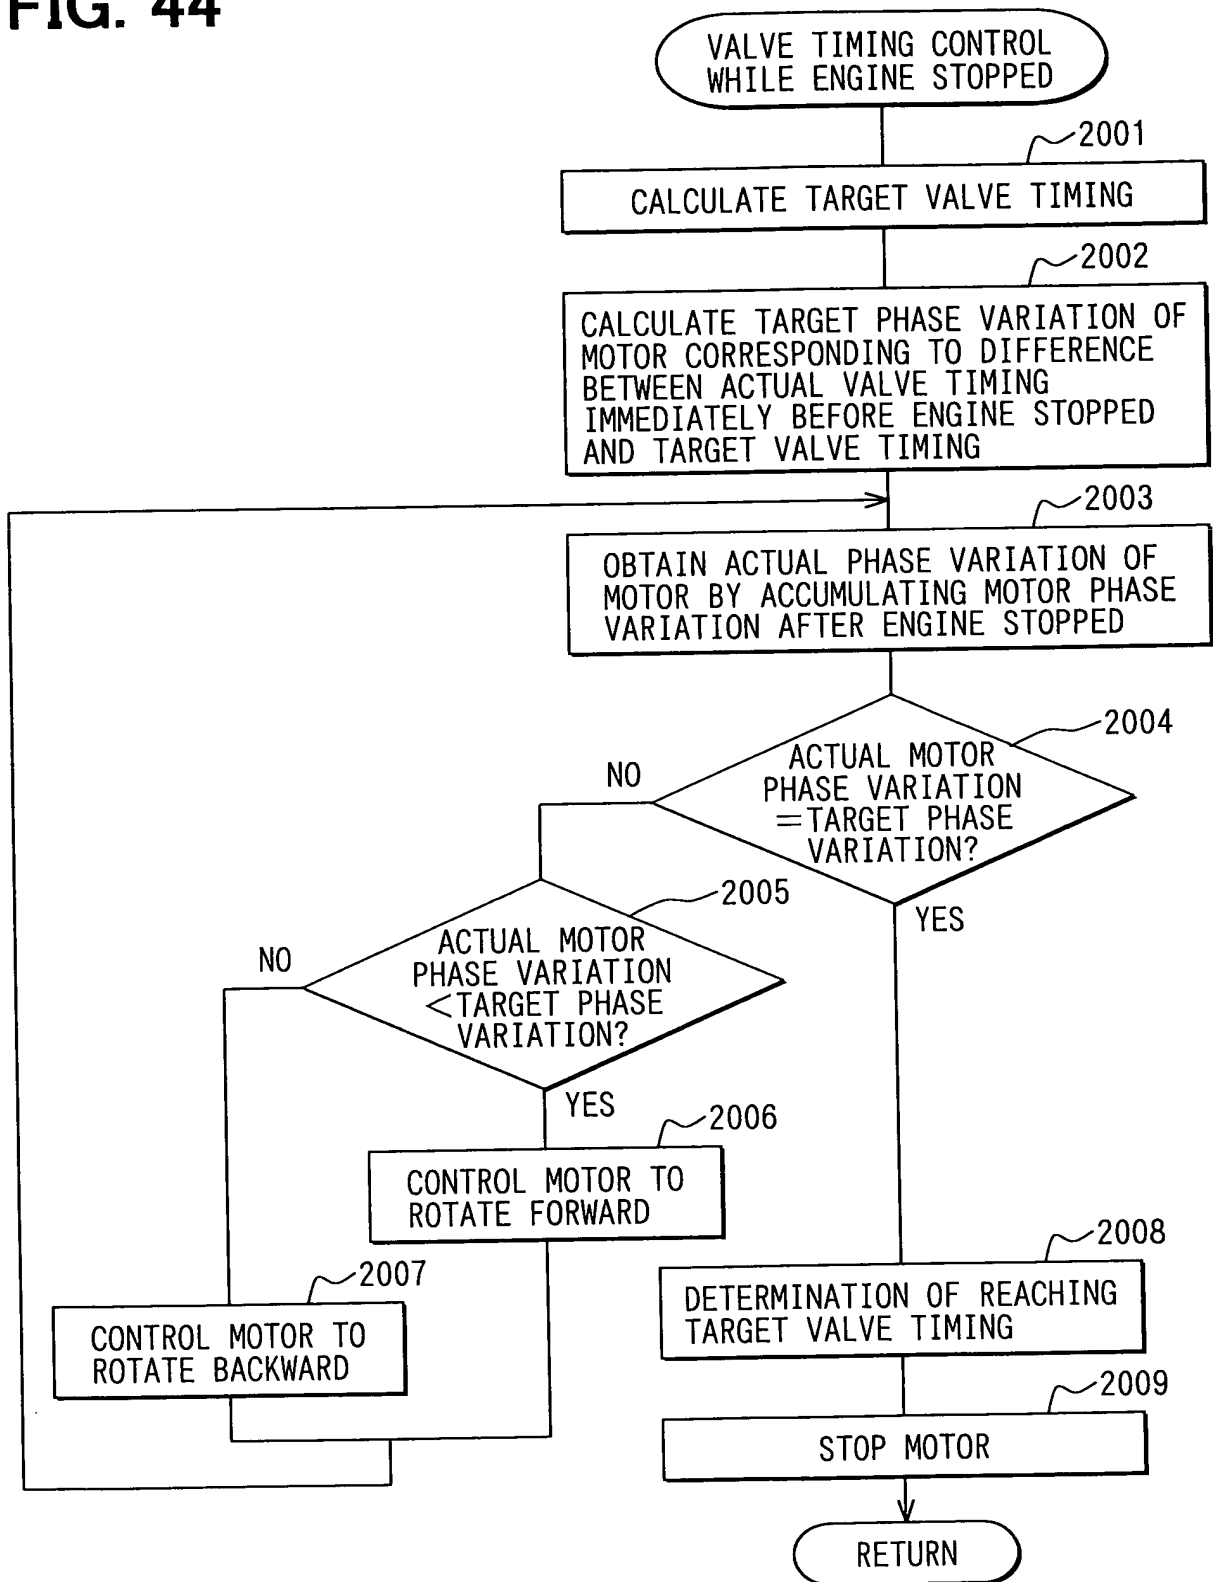 FIG. 44
VALVE TIMING CONTROL
WHILE ENGINE STOPPED
2001
CALCULATE TARGET VALVE TIMING
2002
CALCULATE TARGET PHASE VARIATION OF
MOTOR CORRESPONDING TO DIFFERENCE
BETWEEN ACTUAL VALVE TIMING
IMMEDIATELY BEFORE ENGINE STOPPED
AND TARGET VALVE TIMING
2003
OBTAIN ACTUAL PHASE VARIATION OF
MOTOR BY ACCUMULATING MOTOR PHASE
VARIATION AFTER ENGINE STOPPED
2004
ACTUAL MOTOR
PHASE VARIATION
=TARGET PHASE
VARIATION?
NO
YES
2005
ACTUAL MOTOR
PHASE VARIATION
<TARGET PHASE
VARIATION?
NO
YES
2006
CONTROL MOTOR TO
ROTATE FORWARD
2007
CONTROL MOTOR TO
ROTATE BACKWARD
2008
DETERMINATION OF REACHING
TARGET VALVE TIMING
2009
STOP MOTOR
RETURN